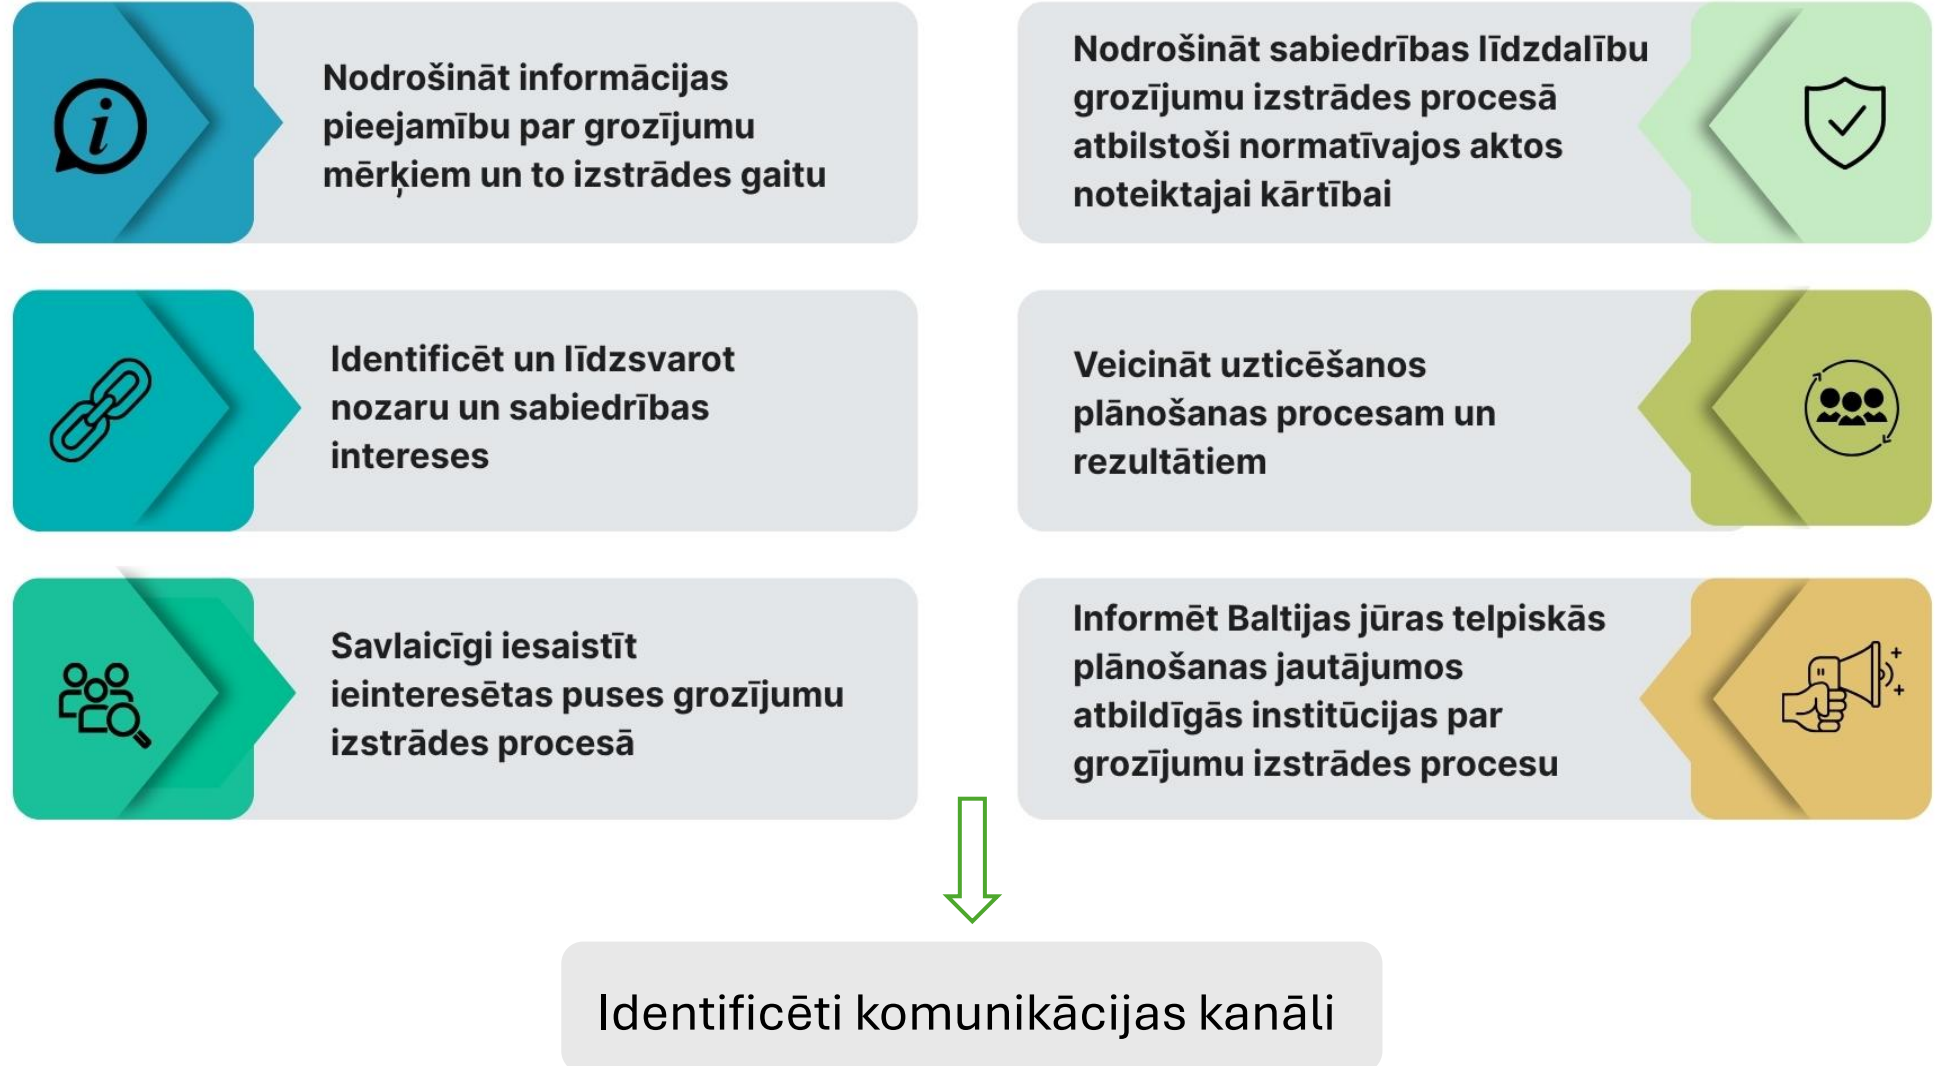 Nodrošināt informācijas
pieejamību par grozījumu
mērķiem un to izstrādes gaitu
Nodrošināt sabiedrības līdzdalību
grozījumu izstrādes procesā
atbilstoši normatīvajos aktos
noteiktajai kārtībai
Identificēt un līdzsvarot
nozaru un sabiedrības
intereses
Veicināt uzticēšanos
plānošanas procesam un
rezultātiem
Savlaicīgi iesaistīt
ieinteresētas puses grozījumu
izstrādes procesā
Informēt Baltijas jūras telpiskās
plānošanas jautājumos
atbildīgās institūcijas par
grozījumu izstrādes procesu
Identificēti komunikācijas kanāli